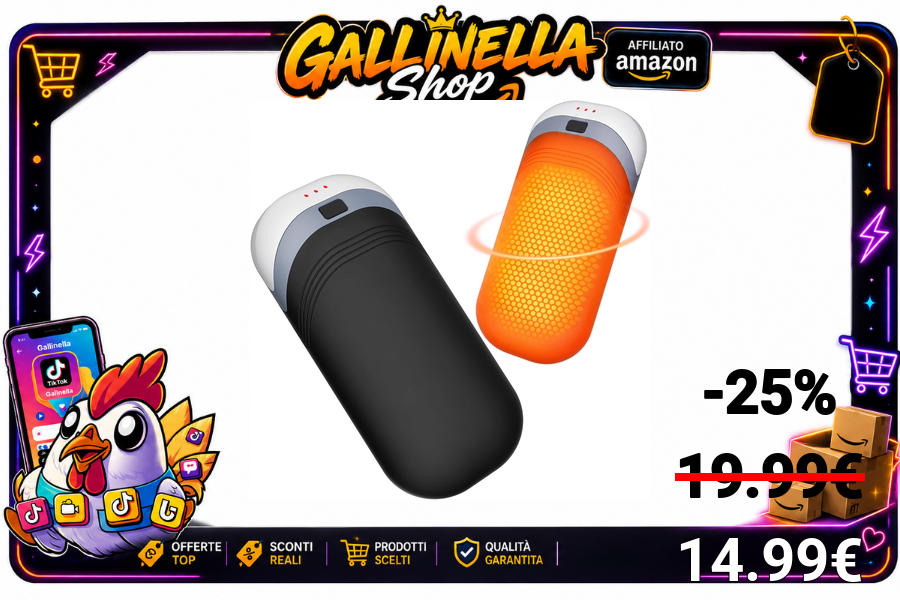 GALLINELLA
Shop
AFFILIATO
amazon
Gallinella
TikTok
Gallinella
-25%
19.99€
14.99€
OFFERTE
TOP
SCONTI
REALI
PRODOTTI
SCELTI
QUALITÀ
GARANTITA